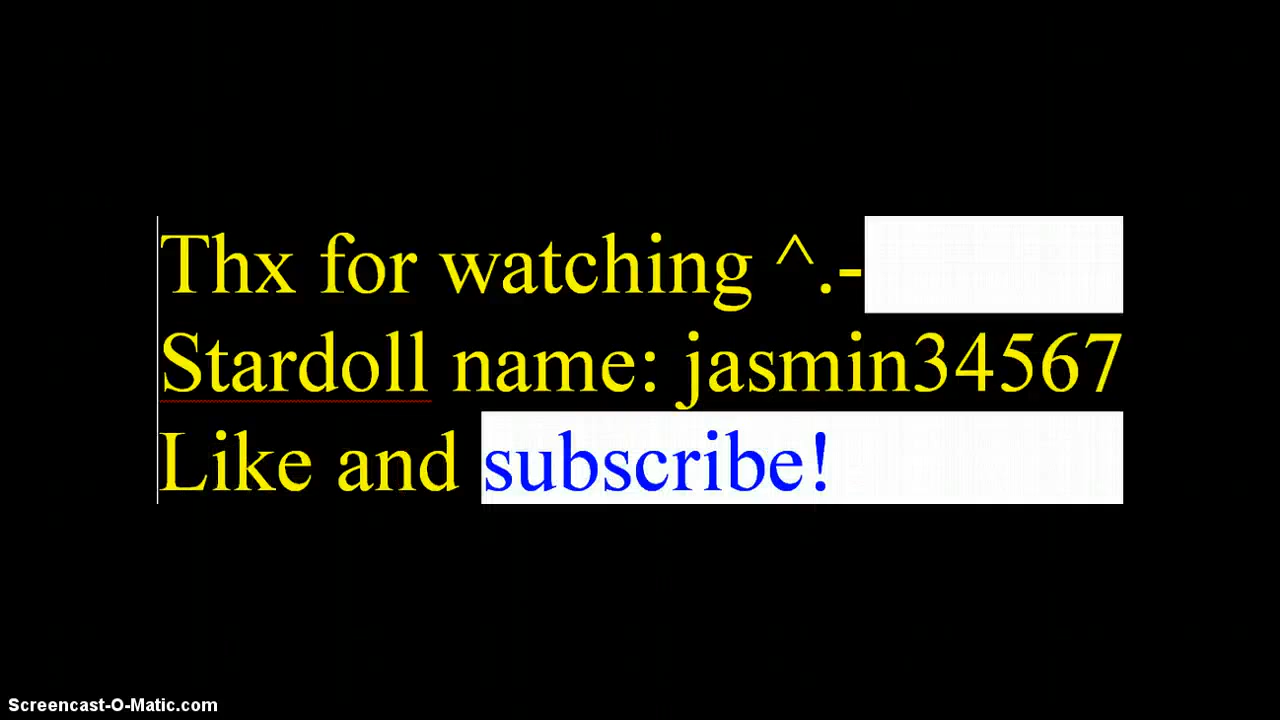 Thx for watching ^.-
Stardoll name: jasmin34567
Like and subscribe!
Screencast-O-Matic.com